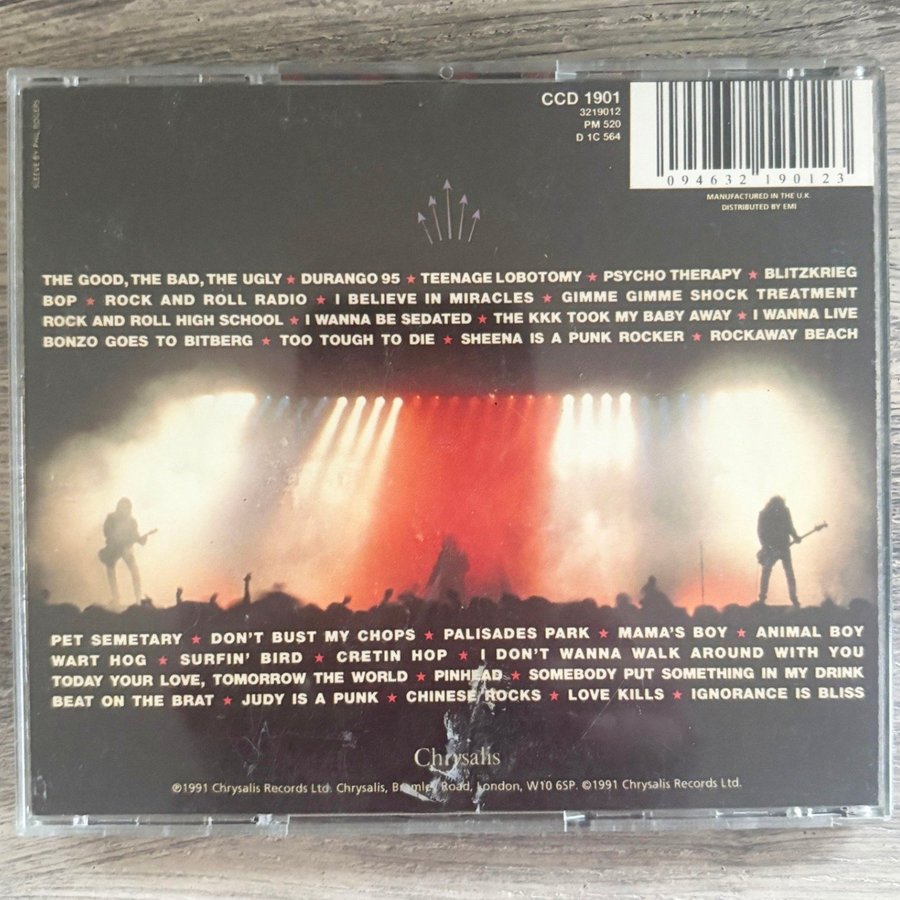 SLEEVE BY PHIL ROGERS
CCD 1901
3219012
PM 520
D 1C 564
094632 190123
MANUFACTURED IN THE U.K.
DISTRIBUTED BY EMI
THE GOOD, THE BAD, THE UGLY ★ DURANGO 95 ★ TEENAGE LOBOTOMY ★ PSYCHO THERAPY ★ BLITZKRIEG
BOP ★ ROCK AND ROLL RADIO ★ I BELIEVE IN MIRACLES ★ GIMME GIMME SHOCK TREATMENT
ROCK AND ROLL HIGH SCHOOL ★ I WANNA BE SEDATED ★ THE KKK TOOK MY BABY AWAY ★ I WANNA LIVE
BONZO GOES TO BITBERG ★ TOO TOUGH TO DIE ★ SHEENA IS A PUNK ROCKER ★ ROCKAWAY BEACH
PET SEMETARY ★ DON'T BUST MY CHOPS ★ PALISADES PARK ★ MAMA'S BOY ★ ANIMAL BOY
WART HOG ★ SURFIN' BIRD ★ CRETIN HOP ★ I DON'T WANNA WALK AROUND WITH YOU
TODAY YOUR LOVE, TOMORROW THE WORLD ★ PINHEAD ★ SOMEBODY PUT SOMETHING IN MY DRINK
BEAT ON THE BRAT ★ JUDY IS A PUNK ★ CHINESE ROCKS ★ LOVE KILLS ★ IGNORANCE IS BLISS
Chrysalis
℗1991 Chrysalis Records Ltd. Chrysalis, Bramley Road, London, W10 6SP. ©1991 Chrysalis Records Ltd.